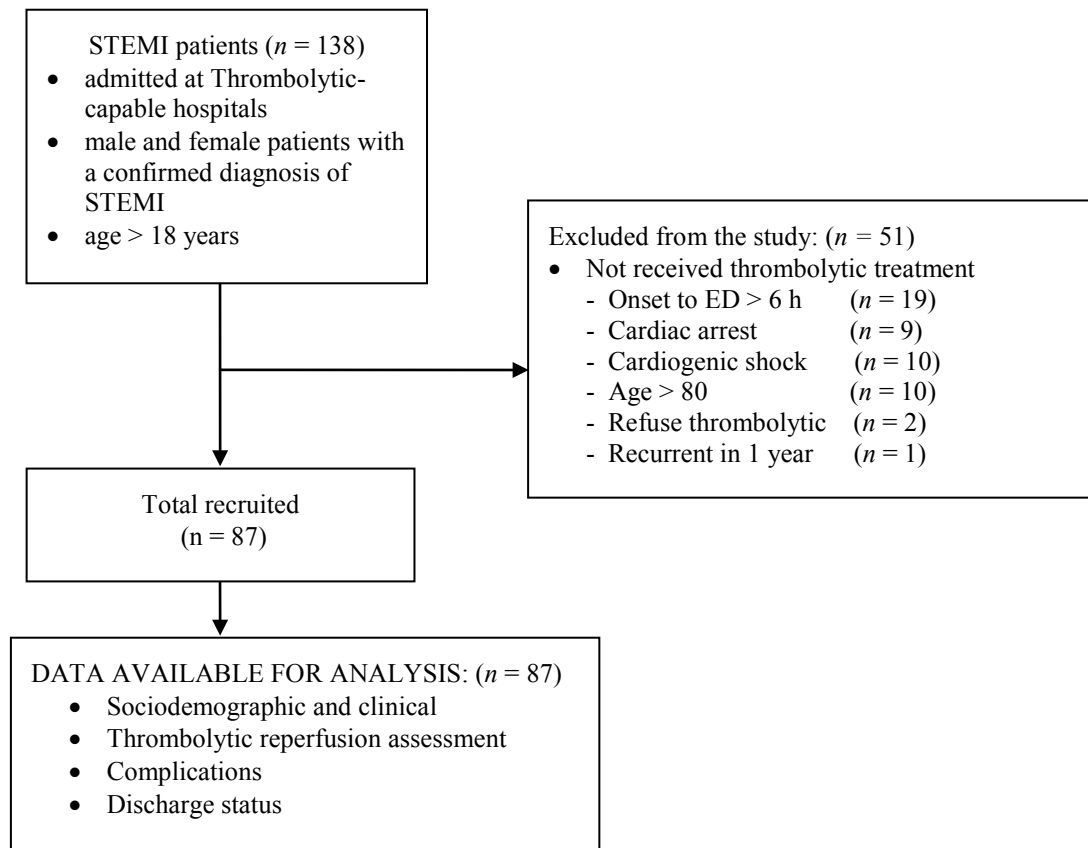 STEMI patients (n = 138)
• admitted at Thrombolytic-
capable hospitals
• male and female patients with
a confirmed diagnosis of
STEMI
• age > 18 years
Excluded from the study: (n = 51)
• Not received thrombolytic treatment
- Onset to ED > 6 h (n = 19)
- Cardiac arrest (n = 9)
- Cardiogenic shock (n = 10)
- Age > 80 (n = 10)
- Refuse thrombolytic (n = 2)
- Recurrent in 1 year (n = 1)
Total recruited
(n = 87)
DATA AVAILABLE FOR ANALYSIS: (n = 87)
• Sociodemographic and clinical
• Thrombolytic reperfusion assessment
• Complications
• Discharge status